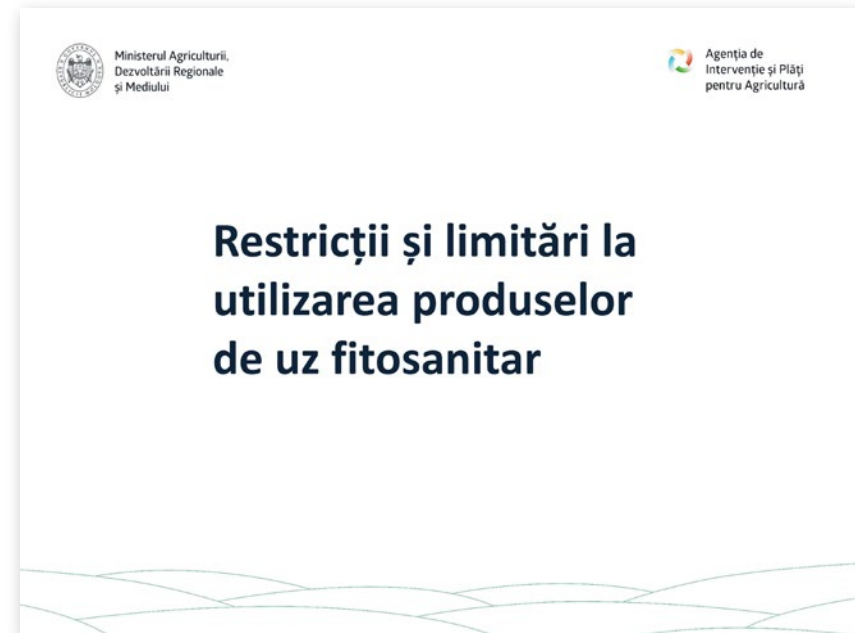 Ministerul Agriculturii,
Dezvoltării Regionale
și Mediului
Agenția de
Intervenție și Plăți
pentru Agricultură
Restricții și limitări la
utilizarea produselor
de uz fitosanitar